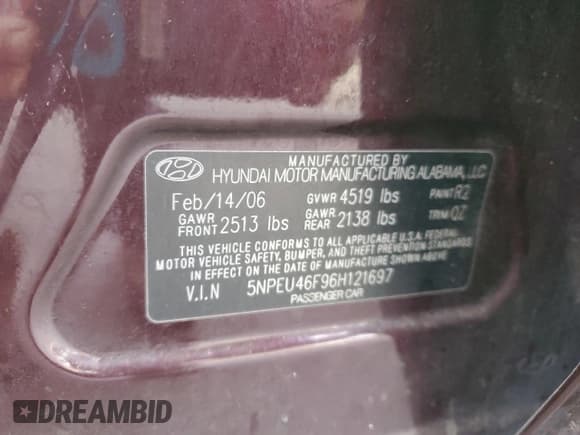 MANUFACTURED BY
HYUNDAI MOTOR MANUFACTURING ALABAMA, LLC
Feb/14/06 GVWR 4519 lbs PAINT R2
GAWR FRONT 2513 lbs GAWR REAR 2138 lbs TRIM QZ
THIS VEHICLE CONFORMS TO ALL APPLICABLE U.S.A. FEDERAL
MOTOR VEHICLE SAFETY, BUMPER, AND THEFT PREVENTION STANDARDS
IN EFFECT ON THE DATE OF MANUFACTURE SHOWN ABOVE
V.I.N 5NPEU46F96H121697
PASSENGER CAR
DREAMBID